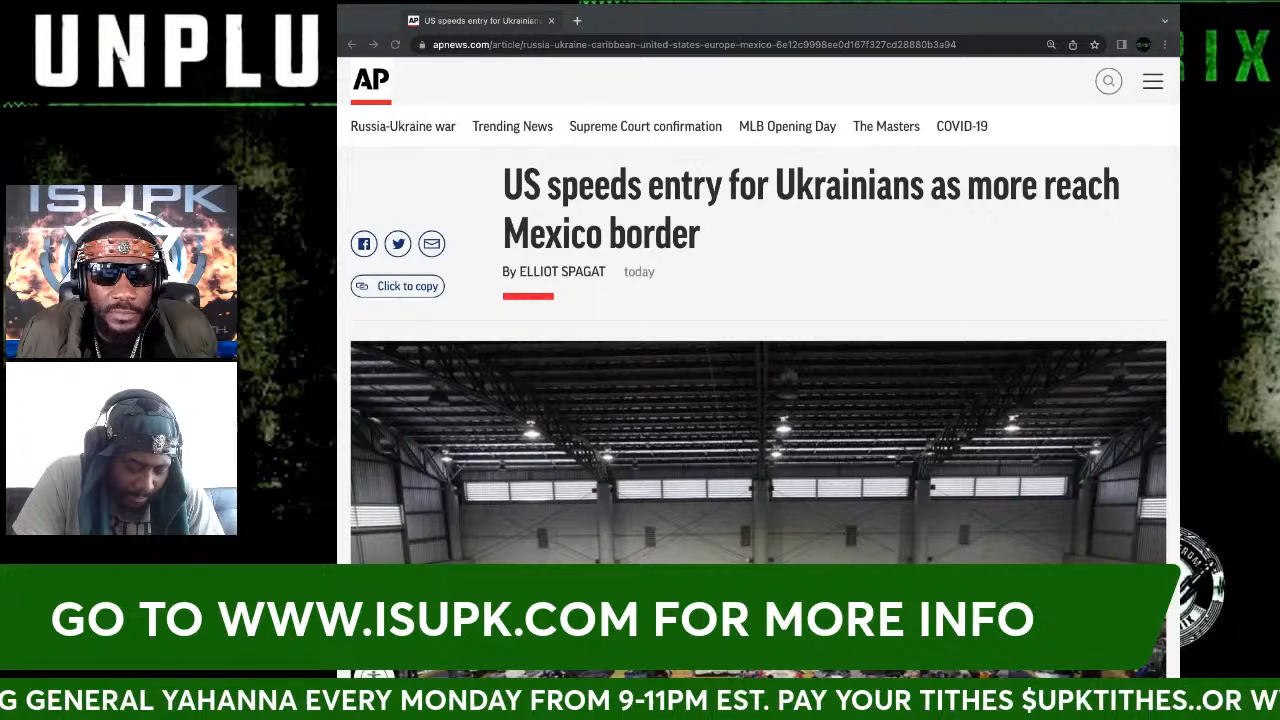 UNPLU
RIX
AP US speeds entry for Ukrainians
apnews.com/article/russia-ukraine-caribbean-united-states-europe-mexico-6e12c9998ee0d167f327cd28880b3a94
AP
Russia-Ukraine war Trending News Supreme Court confirmation MLB Opening Day The Masters COVID-19
US speeds entry for Ukrainians as more reach
Mexico border
By ELLIOT SPAGAT today
Click to copy
ISUPK
GO TO WWW.ISUPK.COM FOR MORE INFO
G GENERAL YAHANNA EVERY MONDAY FROM 9-11PM EST. PAY YOUR TITHES $UPKTITHES..OR W